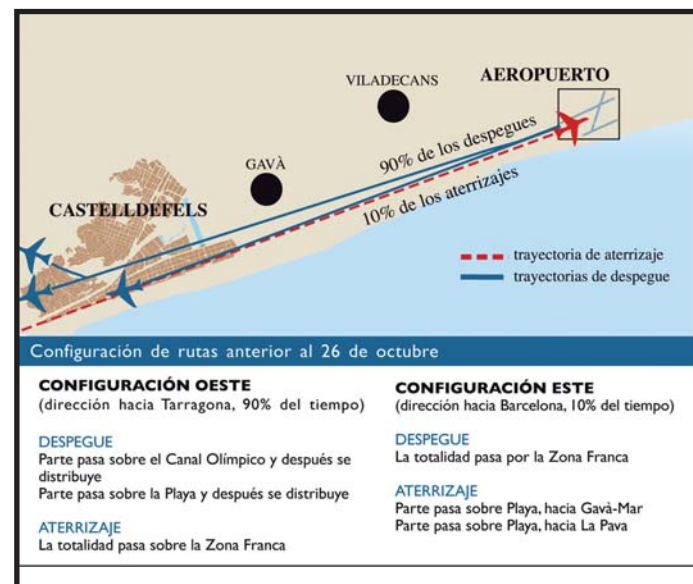 AEROPUERTO
VILADECANS
90% de los despegues
GAVÀ
10% de los aterrizajes
CASTELLDEFELS
trayectoria de aterrizaje
trayectorias de despegue
Configuración de rutas anterior al 26 de octubre
CONFIGURACIÓN OESTE
(dirección hacia Tarragona, 90% del tiempo)
DESPEGUE
Parte pasa sobre el Canal Olímpico y después se
distribuye
Parte pasa sobre la Playa y después se distribuye
ATERRIZAJE
La totalidad pasa sobre la Zona Franca
CONFIGURACIÓN ESTE
(dirección hacia Barcelona, 10% del tiempo)
DESPEGUE
La totalidad pasa por la Zona Franca
ATERRIZAJE
Parte pasa sobre Playa, hacia Gavà-Mar
Parte pasa sobre Playa, hacia La Pava